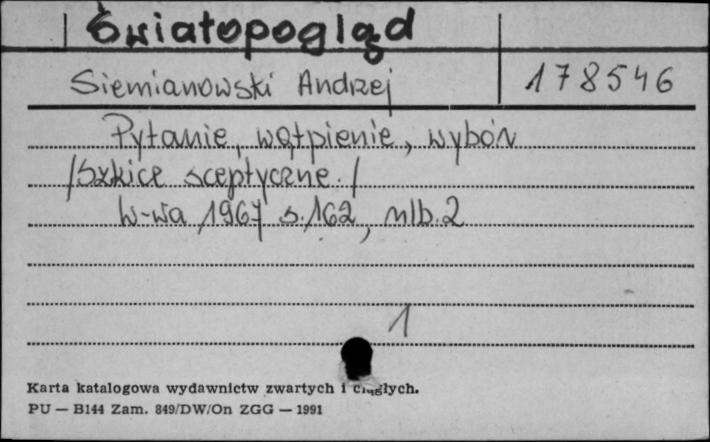 Światopogląd
Siemianowski Andrzej 178546
Pytanie, wątpienie, wybór
/Szkice sceptyczne./
W-wa 1967 s. 162, nlb. 2
1
Karta katalogowa wydawnictw zwartych i ciągłych.
PU — B144 Zam. 849/DW/On ZGG — 1991